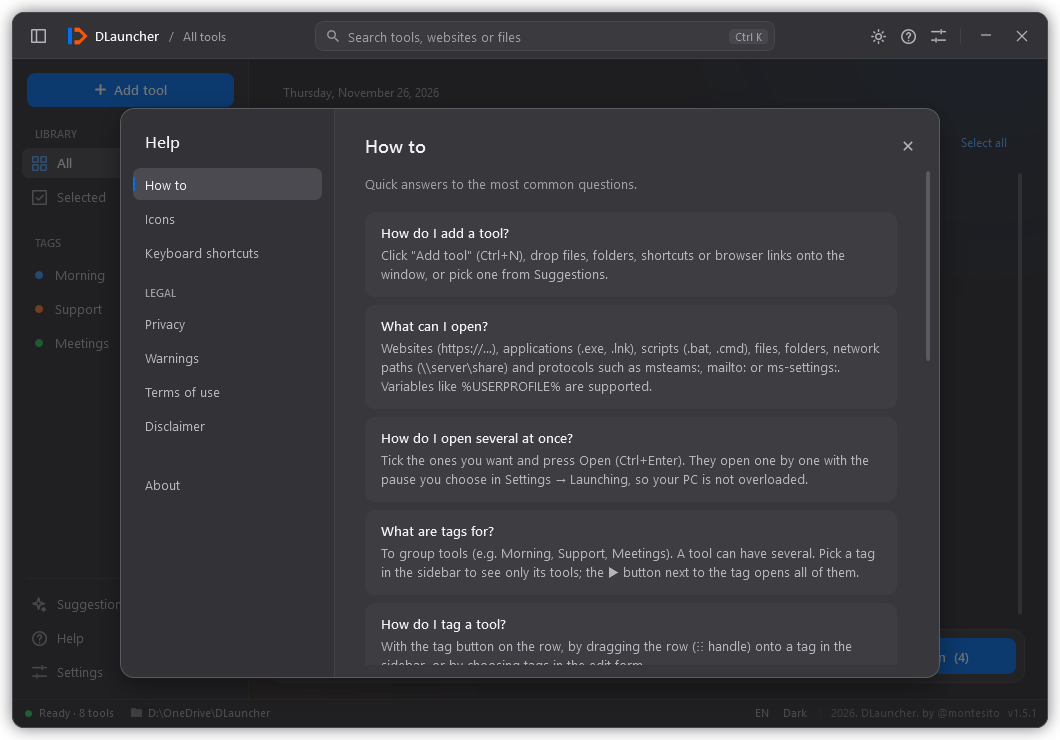 DLauncher / All tools
Search tools, websites or files
Ctrl K
Add tool
Thursday, November 26, 2026
LIBRARY
All
Select all
Selected
TAGS
Morning
Support
Meetings
Suggestion
Help
Settings
Help
How to
Icons
Keyboard shortcuts
LEGAL
Privacy
Warnings
Terms of use
Disclaimer
About
How to
Quick answers to the most common questions.
How do I add a tool?
Click "Add tool" (Ctrl+N), drop files, folders, shortcuts or browser links onto the
window, or pick one from Suggestions.
What can I open?
Websites (https://...), applications (.exe, .lnk), scripts (.bat, .cmd), files, folders, network
paths (\\server\share) and protocols such as msteams:, mailto: or ms-settings:.
Variables like %USERPROFILE% are supported.
How do I open several at once?
Tick the ones you want and press Open (Ctrl+Enter). They open one by one with the
pause you choose in Settings → Launching, so your PC is not overloaded.
What are tags for?
To group tools (e.g. Morning, Support, Meetings). A tool can have several. Pick a tag
in the sidebar to see only its tools; the ▶ button next to the tag opens all of them.
How do I tag a tool?
With the tag button on the row, by dragging the row (⠿ handle) onto a tag in the
sidebar, or by choosing tags in the edit form.
n (4)
Ready · 8 tools
D:\OneDrive\DLauncher
EN
Dark
2026. DLauncher. by @montesito v1.5.1